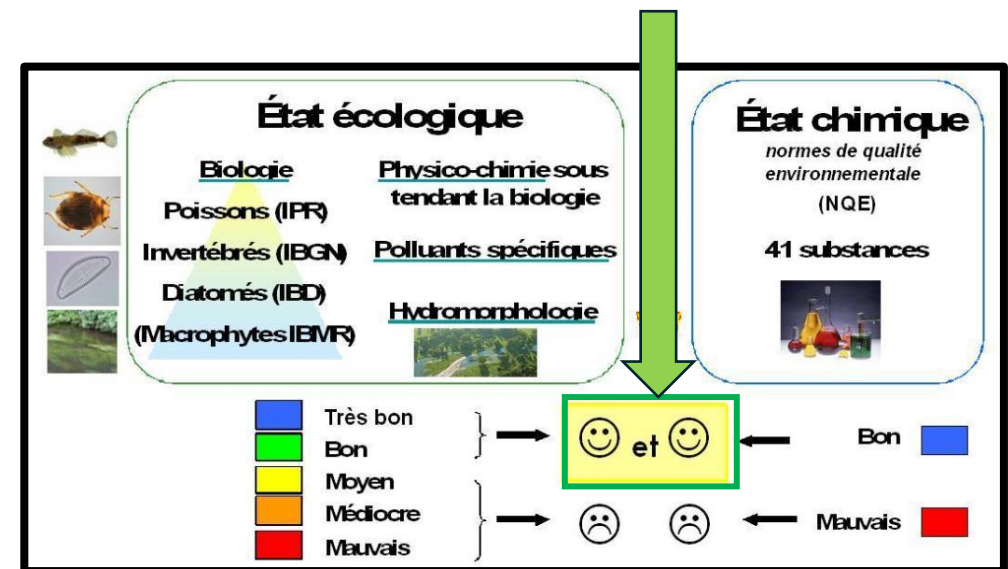 État écologique
Biologie
Poissons (IPR)
Invertébrés (IBGN)
Diatomés (IBD)
(Macrophytes IBMR)
Physico-chimie sous
tendant la biologie
Polluants spécifiques
Hydromorphologie
État chimique
normes de qualité
environnementale
(NQE)
41 substances
Très bon
Bon
Moyen
Médiocre
Mauvais
et
Bon
Mauvais